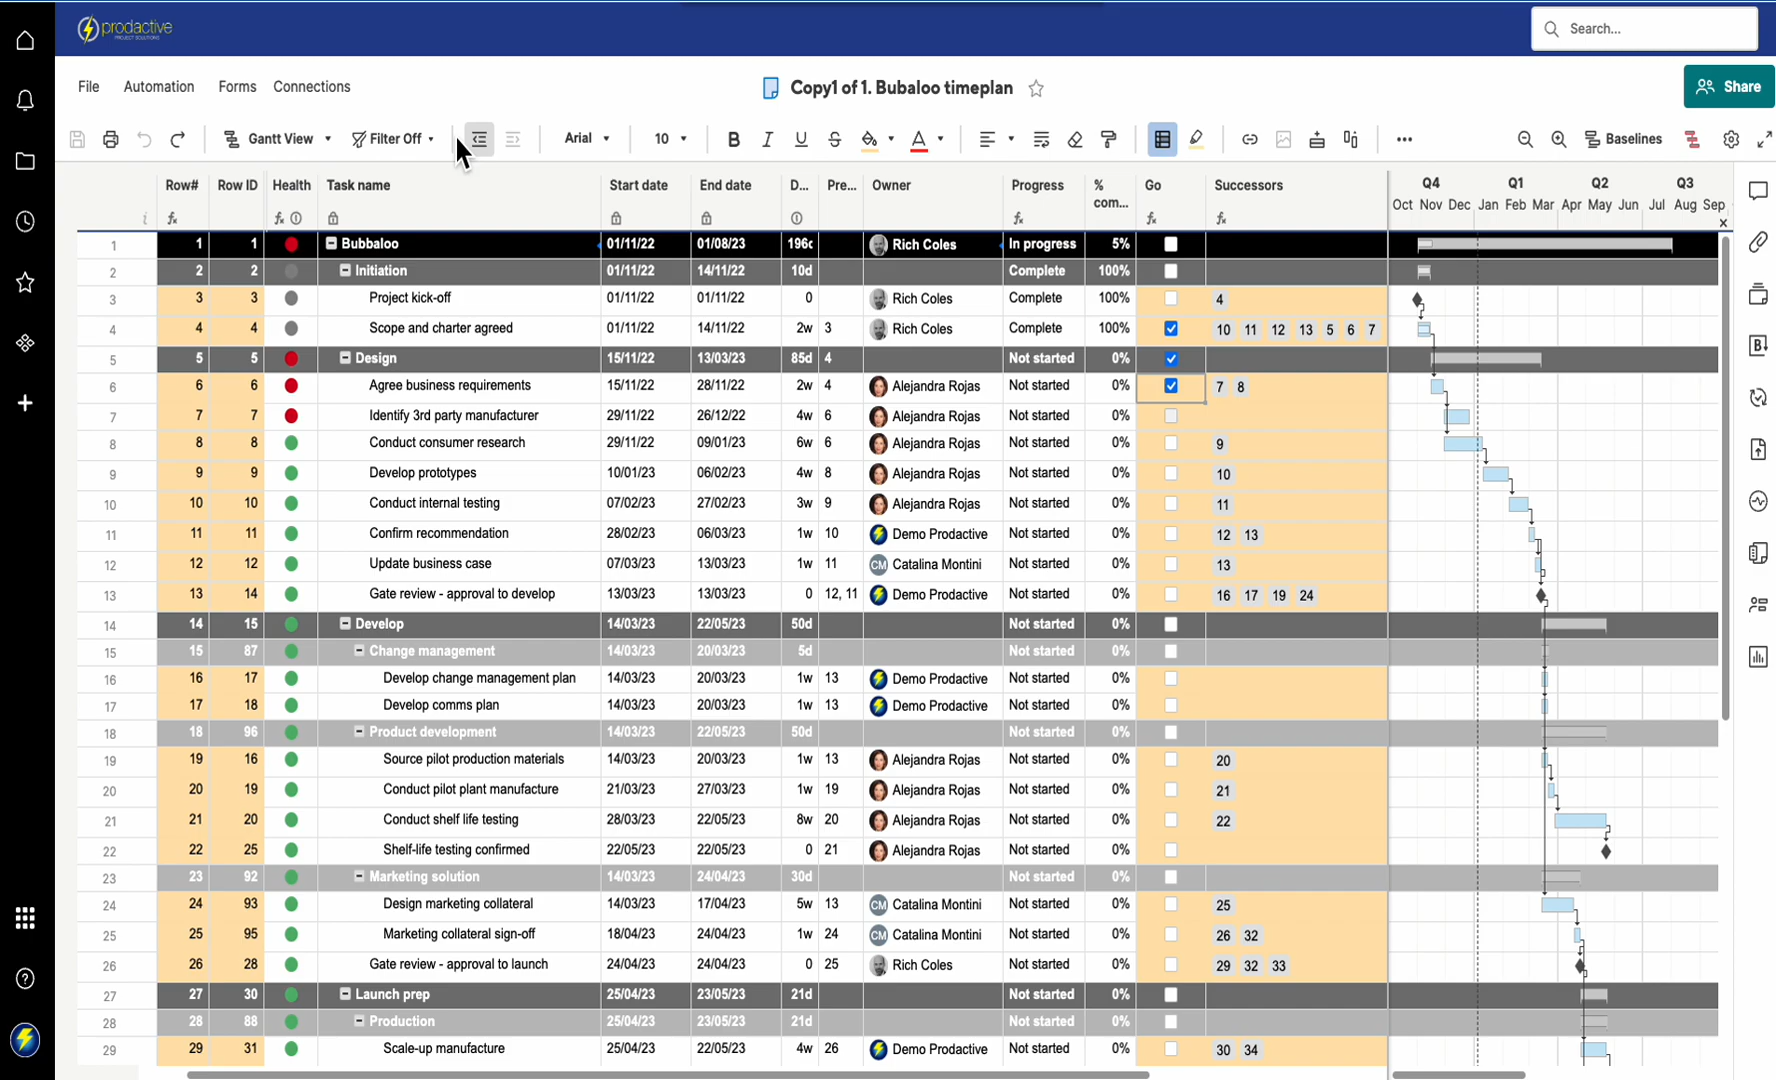 prodactive
PROJECT SOLUTIONS
Search...
File Automation Forms Connections
Copy1 of 1. Bubaloo timeplan
Share
Gantt View Filter Off Arial 10 B I U S A Baselines
Row# Row ID Health Task name Start date End date D... Pre... Owner Progress % com... Go Successors Q4 Q1 Q2 Q3
Oct Nov Dec Jan Feb Mar Apr May Jun Jul Aug Sep
1 1 1 Bubbaloo 01/11/22 01/08/23 196d Rich Coles In progress 5%
2 2 2 Initiation 01/11/22 14/11/22 10d Complete 100%
3 3 3 Project kick-off 01/11/22 01/11/22 0 Rich Coles Complete 100% 4
4 4 4 Scope and charter agreed 01/11/22 14/11/22 2w 3 Rich Coles Complete 100% 10 11 12 13 5 6 7
5 5 5 Design 15/11/22 13/03/23 85d 4 Not started 0%
6 6 6 Agree business requirements 15/11/22 28/11/22 2w 4 Alejandra Rojas Not started 0% 7 8
7 7 7 Identify 3rd party manufacturer 29/11/22 26/12/22 4w 6 Alejandra Rojas Not started 0%
8 8 8 Conduct consumer research 29/11/22 09/01/23 6w 6 Alejandra Rojas Not started 0% 9
9 9 9 Develop prototypes 10/01/23 06/02/23 4w 8 Alejandra Rojas Not started 0% 10
10 10 10 Conduct internal testing 07/02/23 27/02/23 3w 9 Alejandra Rojas Not started 0% 11
11 11 11 Confirm recommendation 28/02/23 06/03/23 1w 10 Demo Prodactive Not started 0% 12 13
12 12 12 Update business case 07/03/23 13/03/23 1w 11 CM Catalina Montini Not started 0% 13
13 13 14 Gate review - approval to develop 13/03/23 13/03/23 0 12, 11 Demo Prodactive Not started 0% 16 17 19 24
14 14 15 Develop 14/03/23 22/05/23 50d Not started 0%
15 15 87 Change management 14/03/23 20/03/23 5d Not started 0%
16 16 17 Develop change management plan 14/03/23 20/03/23 1w 13 Demo Prodactive Not started 0%
17 17 18 Develop comms plan 14/03/23 20/03/23 1w 13 Demo Prodactive Not started 0%
18 18 96 Product development 14/03/23 22/05/23 50d Not started 0%
19 19 16 Source pilot production materials 14/03/23 20/03/23 1w 13 Alejandra Rojas Not started 0% 20
20 20 19 Conduct pilot plant manufacture 21/03/23 27/03/23 1w 19 Alejandra Rojas Not started 0% 21
21 21 20 Conduct shelf life testing 28/03/23 22/05/23 8w 20 Alejandra Rojas Not started 0% 22
22 22 25 Shelf-life testing confirmed 22/05/23 22/05/23 0 21 Alejandra Rojas Not started 0%
23 23 92 Marketing solution 14/03/23 24/04/23 30d Not started 0%
24 24 93 Design marketing collateral 14/03/23 17/04/23 5w 13 CM Catalina Montini Not started 0% 25
25 25 95 Marketing collateral sign-off 18/04/23 24/04/23 1w 24 CM Catalina Montini Not started 0% 26 32
26 26 28 Gate review - approval to launch 24/04/23 24/04/23 0 25 Rich Coles Not started 0% 29 32 33
27 27 30 Launch prep 25/04/23 23/05/23 21d Not started 0%
28 28 88 Production 25/04/23 23/05/23 21d Not started 0%
29 29 31 Scale-up manufacture 25/04/23 22/05/23 4w 26 Demo Prodactive Not started 0% 30 34